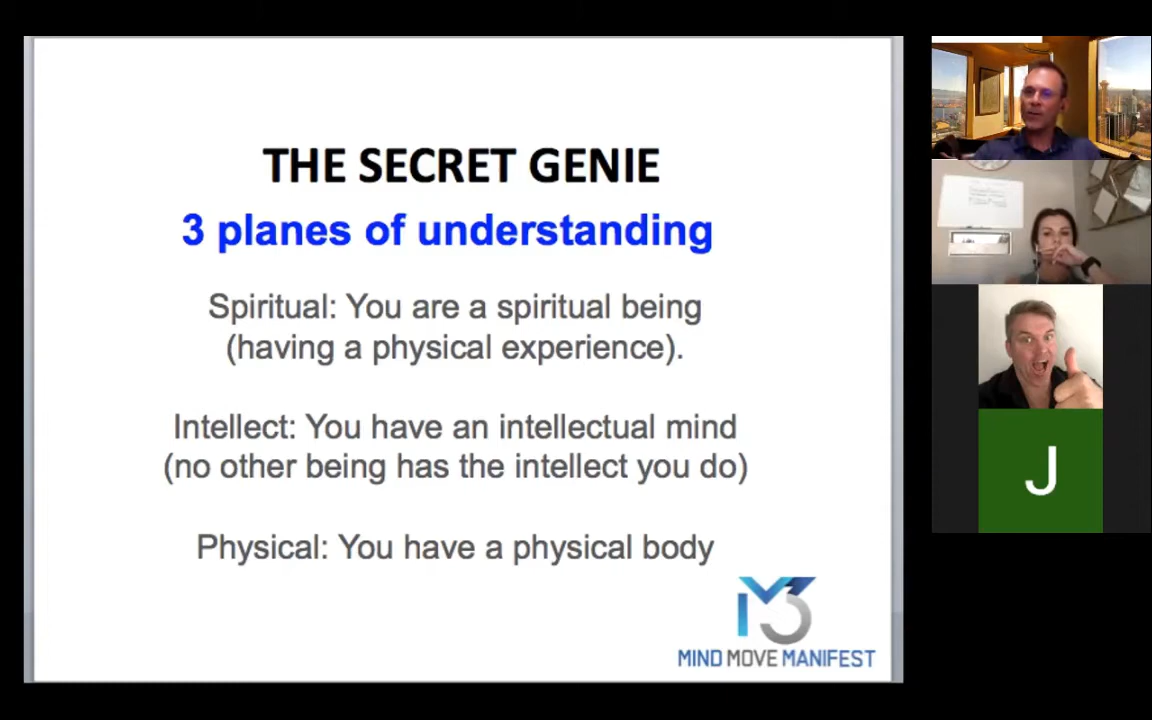 THE SECRET GENIE
3 planes of understanding
Spiritual: You are a spiritual being
(having a physical experience).
Intellect: You have an intellectual mind
(no other being has the intellect you do)
Physical: You have a physical body
M3
MIND MOVE MANIFEST
J